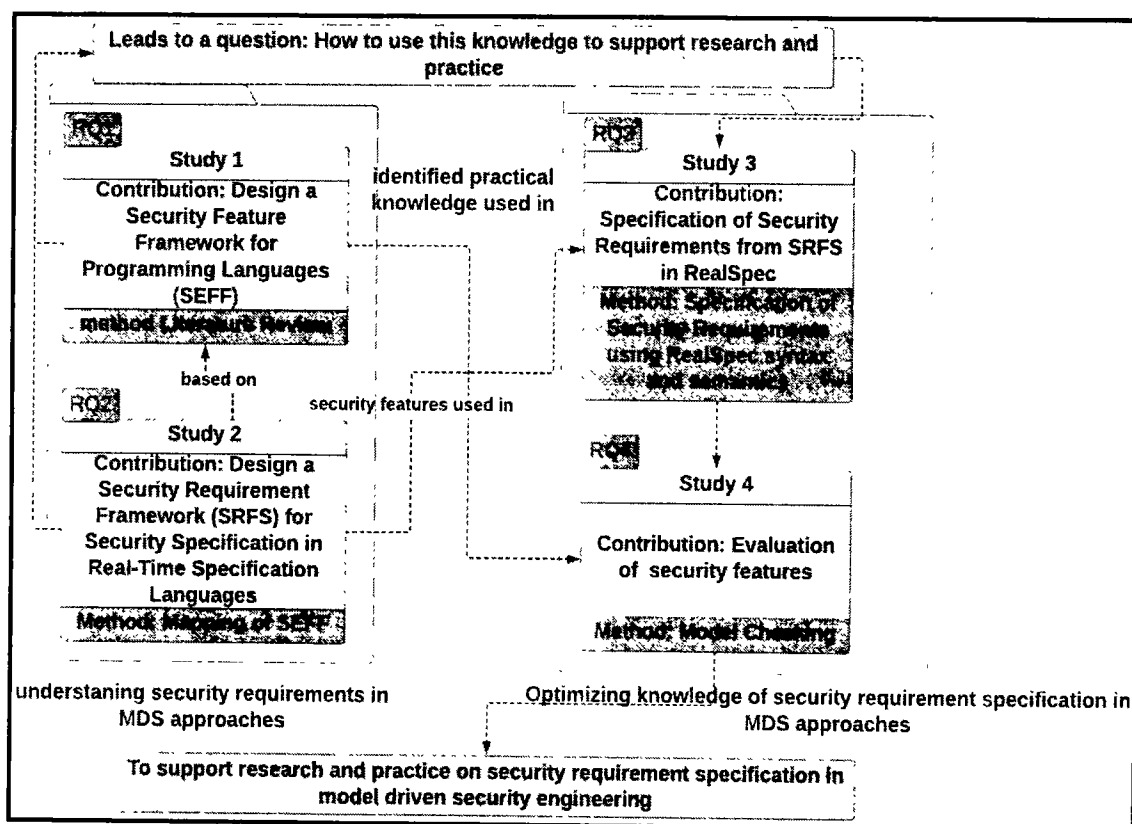 Leads to a question: How to use this knowledge to support research and
practice
RQ1
Study 1
Contribution: Design a
Security Feature
Framework for
Programming Languages
(SEFF)
method Literature Review
based on
RQ2
Study 2
Contribution: Design a
Security Requirement
Framework (SRFS) for
Security Specification in
Real-Time Specification
Languages
Method: Mapping of SEFF
understaning security requirements in
MDS approaches
identified practical
knowledge used in
security features used in
RQ3
Study 3
Contribution:
Specification of Security
Requirements from SRFS
in RealSpec
Method: Specification of
Security Requirements
using RealSpec syntax
and semantics
RQ4
Study 4
Contribution: Evaluation
of security features
Method: Model Checking
Optimizing knowledge of security requirement specification in
MDS approaches
To support research and practice on security requirement specification in
model driven security engineering